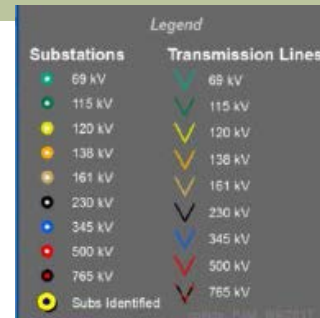 Legend
Substations Transmission Lines
69 kV 69 kV
115 kV 115 kV
120 kV 120 kV
138 kV 138 kV
161 kV 161 kV
230 kV 230 kV
345 kV 345 kV
500 kV 500 kV
765 kV 765 kV
Subs Identified